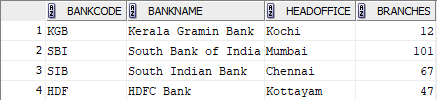 BANKCODE BANKNAME HEADOFFICE BRANCHES
1 KGB Kerala Gramin Bank Kochi 12
2 SBI South Bank of India Mumbai 101
3 SIB South Indian Bank Chennai 67
4 HDF HDFC Bank Kottayam 47